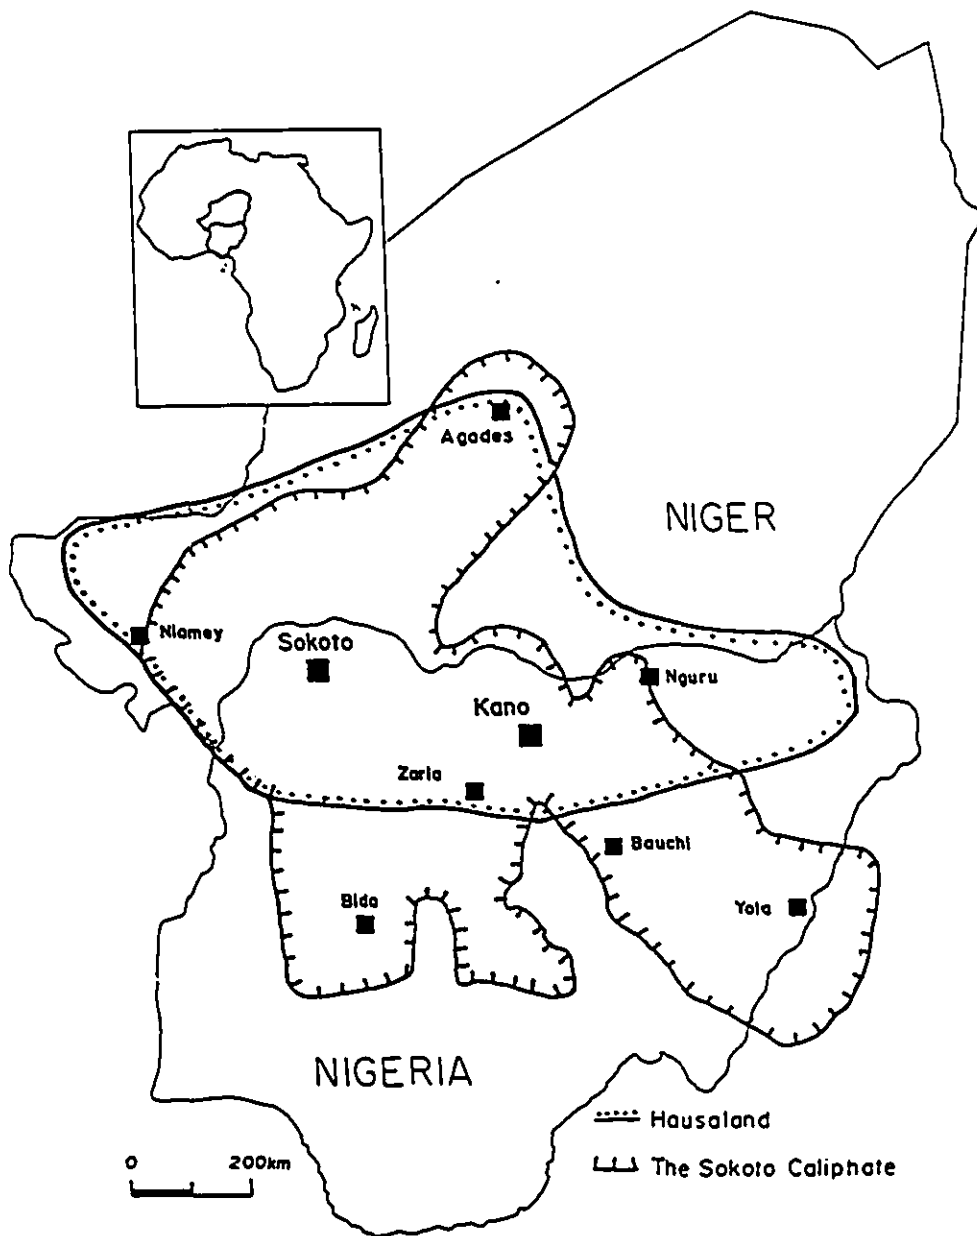 Agades
NIGER
Niamey
Sokoto
Nguru
Kano
Zaria
Bauchi
Bida
Yola
NIGERIA
Hausaland
0 200km
The Sokoto Caliphate